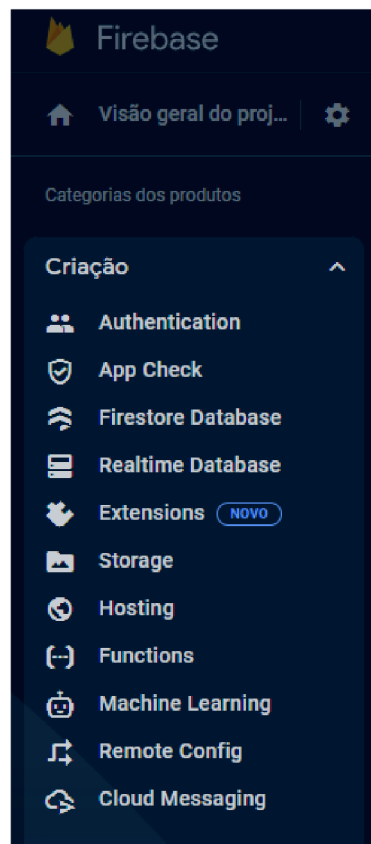 Firebase
Visão geral do proj...
Categorias dos produtos
Criação
Authentication
App Check
Firestore Database
Realtime Database
Extensions NOVO
Storage
Hosting
Functions
Machine Learning
Remote Config
Cloud Messaging